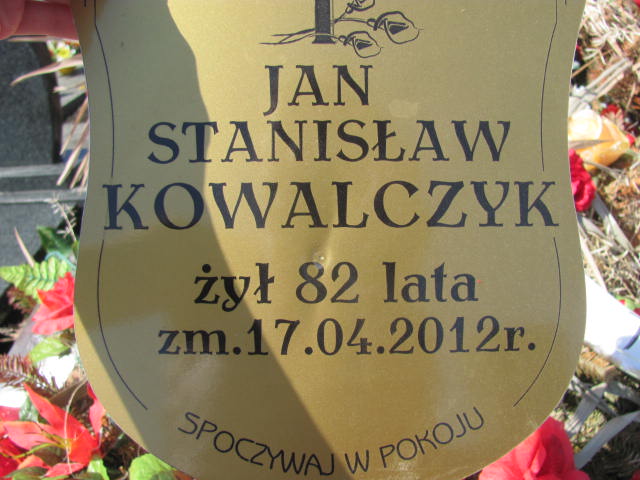 JAN
STANISŁAW
KOWALCZYK
żył 82 lata
zm.17.04.2012r.
SPOCZYWAJ W POKOJU